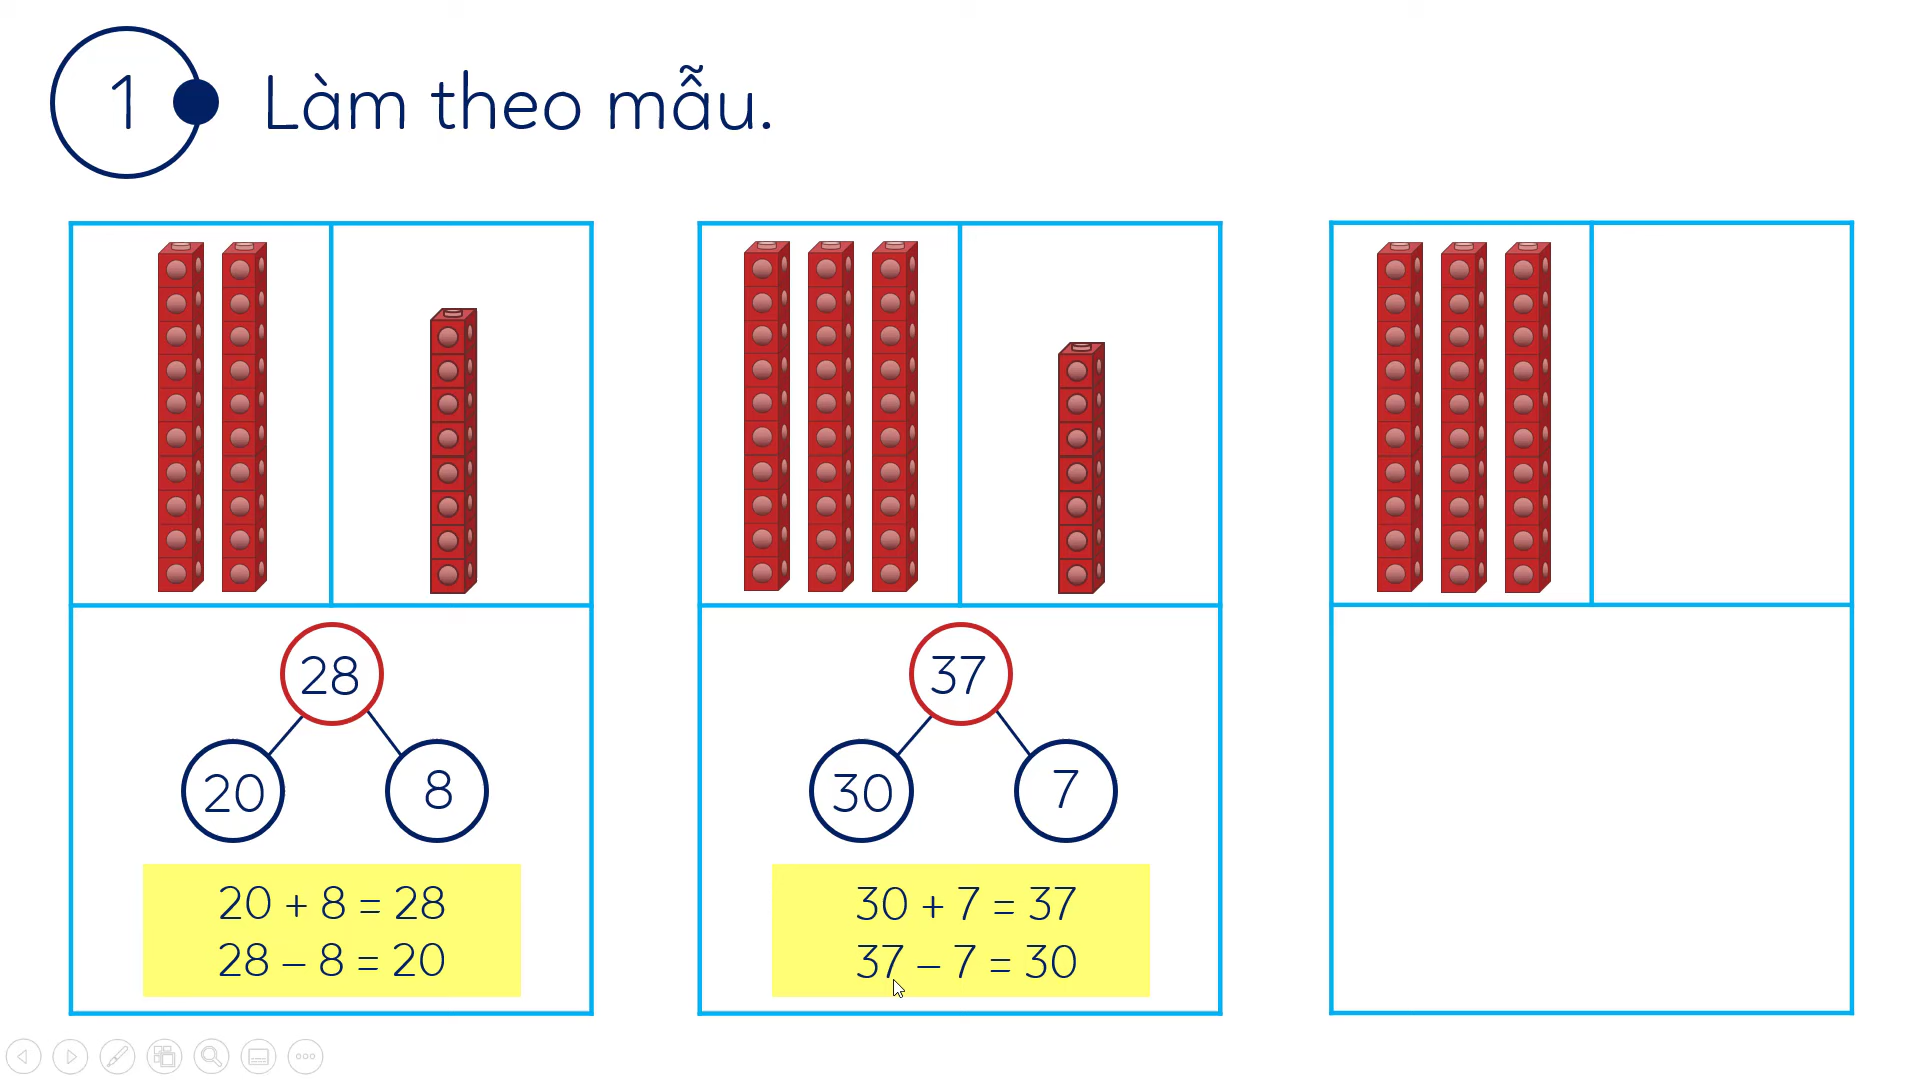 1
Làm theo mẫu.
28
20
8
20 + 8 = 28
28 – 8 = 20
37
30
7
30 + 7 = 37
37 – 7 = 30